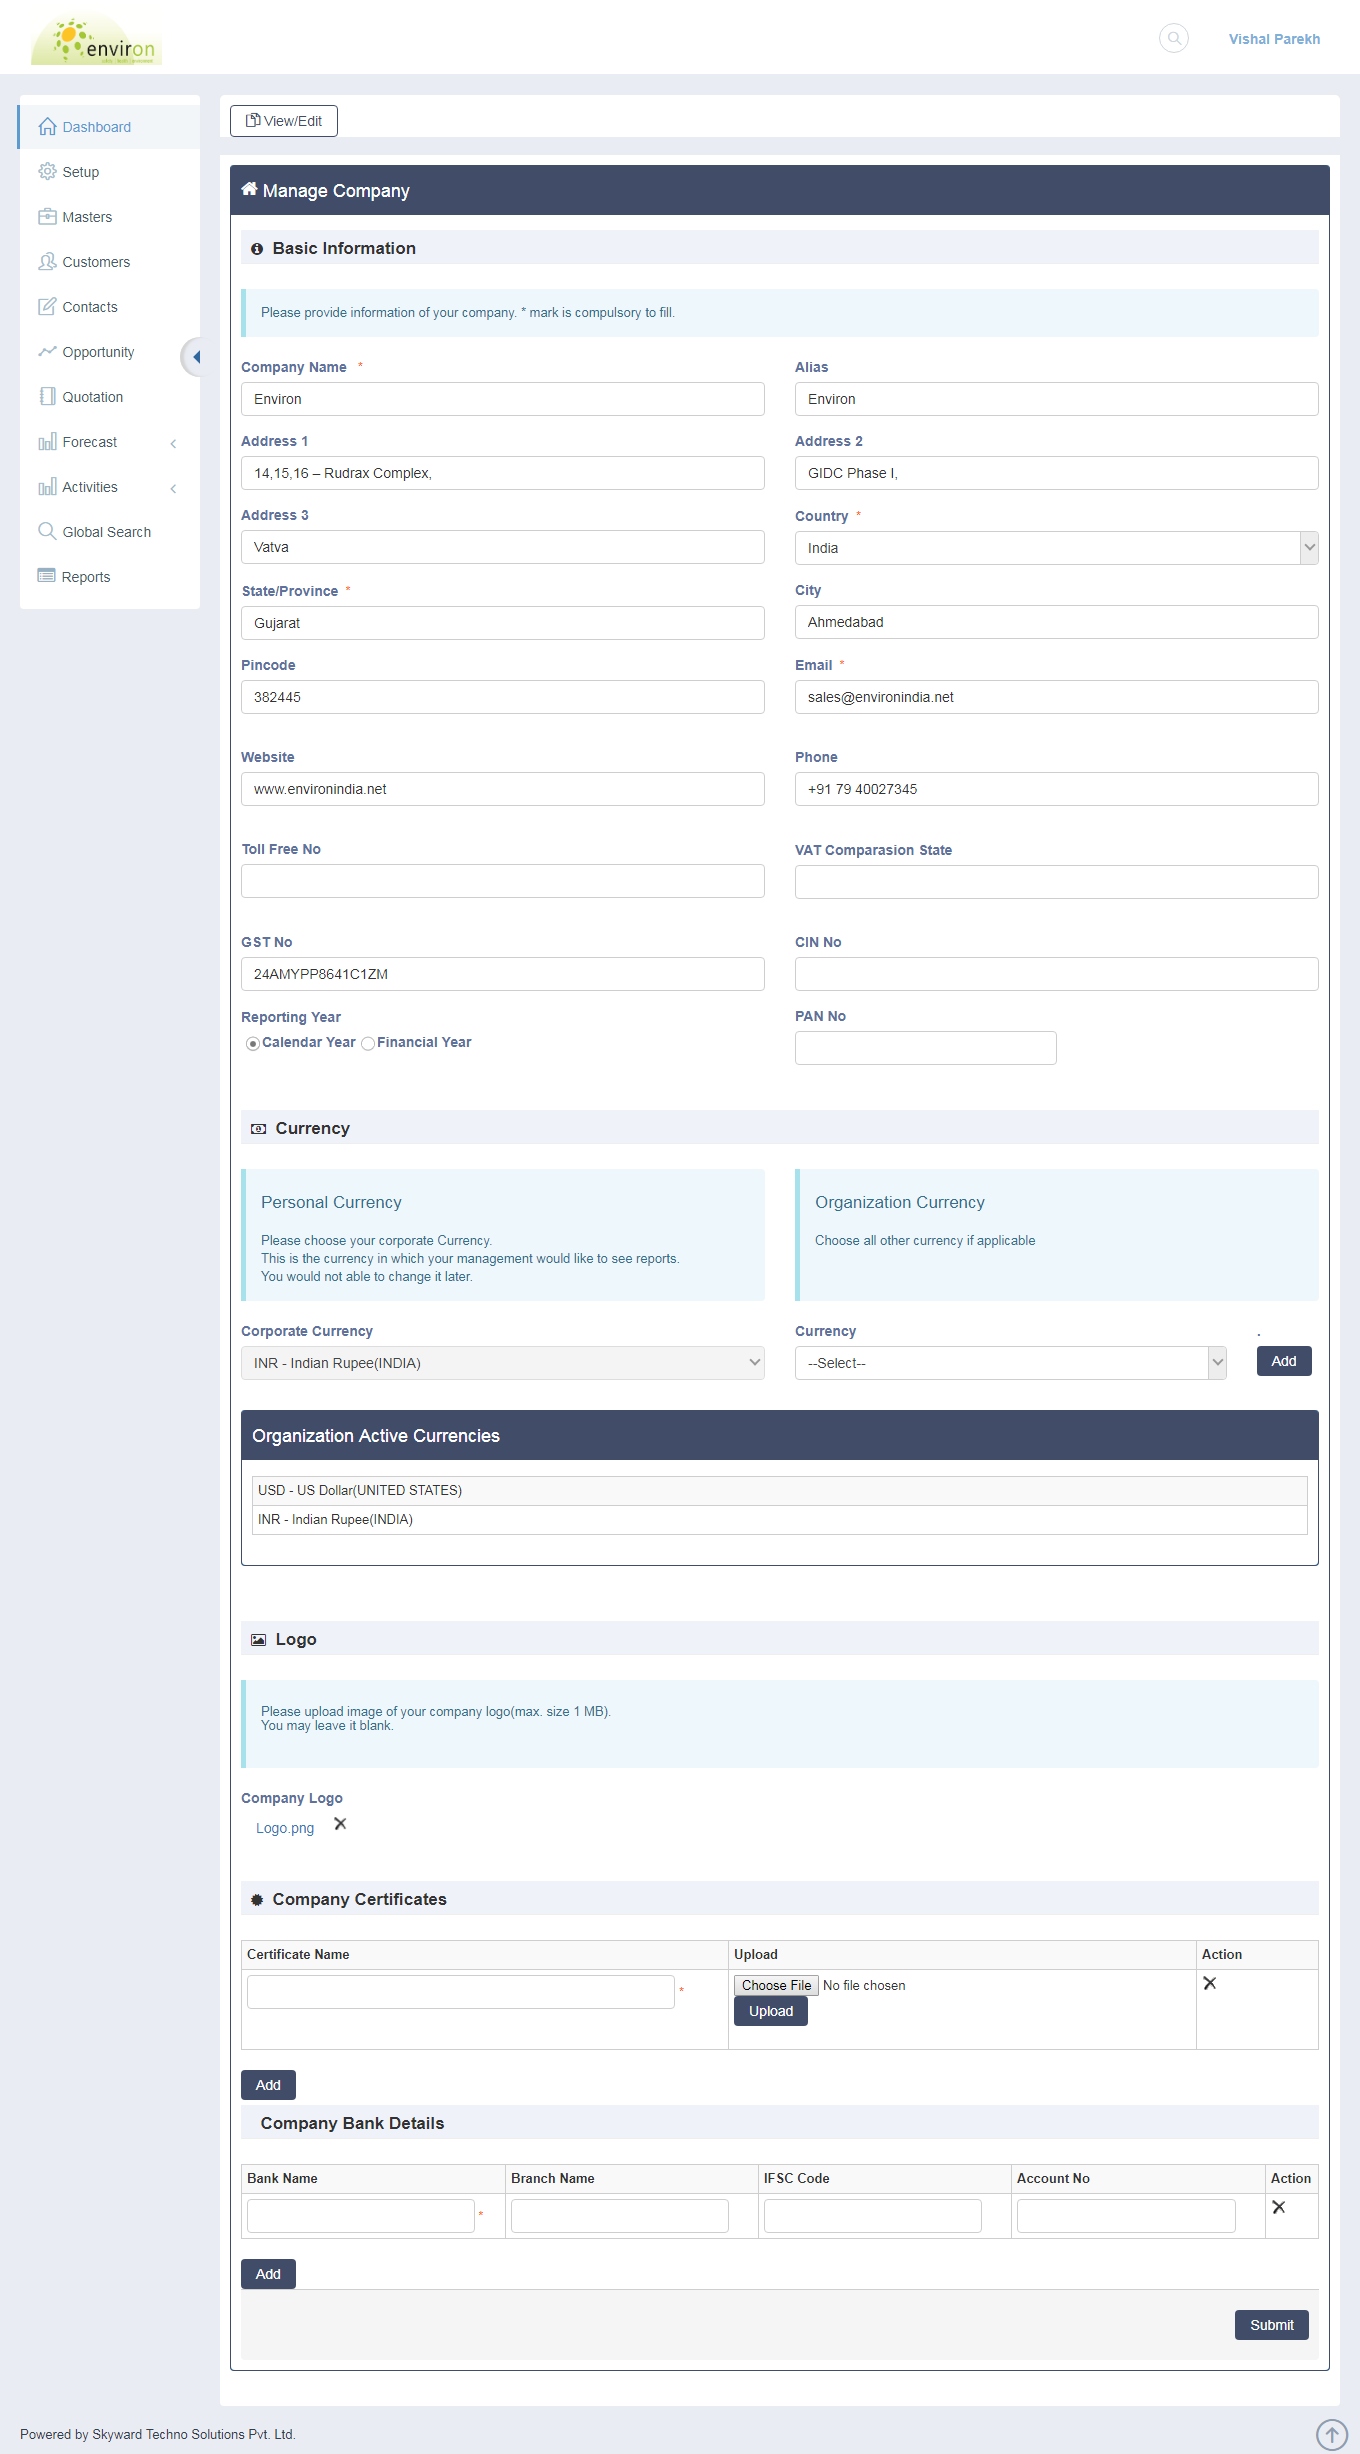 environ
Vishal Parekh
Dashboard
Setup
Masters
Customers
Contacts
Opportunity
Quotation
Forecast
Activities
Global Search
Reports
View/Edit
Manage Company
Basic Information
Please provide information of your company. * mark is compulsory to fill.
Company Name *
Alias
Environ
Environ
Address 1
Address 2
14,15,16 – Rudrax Complex,
GIDC Phase I,
Address 3
Country *
Vatva
India
State/Province *
City
Gujarat
Ahmedabad
Pincode
Email *
382445
sales@environindia.net
Website
Phone
www.environindia.net
+91 79 40027345
Toll Free No
VAT Comparasion State
GST No
CIN No
24AMYPP8641C1ZM
Reporting Year
PAN No
Calendar Year Financial Year
Currency
Personal Currency
Please choose your corporate Currency.
This is the currency in which your management would like to see reports.
You would not able to change it later.
Organization Currency
Choose all other currency if applicable
Corporate Currency
Currency
.
INR - Indian Rupee(INDIA)
--Select--
Add
Organization Active Currencies
USD - US Dollar(UNITED STATES)
INR - Indian Rupee(INDIA)
Logo
Please upload image of your company logo(max. size 1 MB).
You may leave it blank.
Company Logo
Logo.png
Company Certificates
Certificate Name Upload Action
* Choose File No file chosen
Upload
Add
Company Bank Details
Bank Name Branch Name IFSC Code Account No Action
*
Add
Submit
Powered by Skyward Techno Solutions Pvt. Ltd.